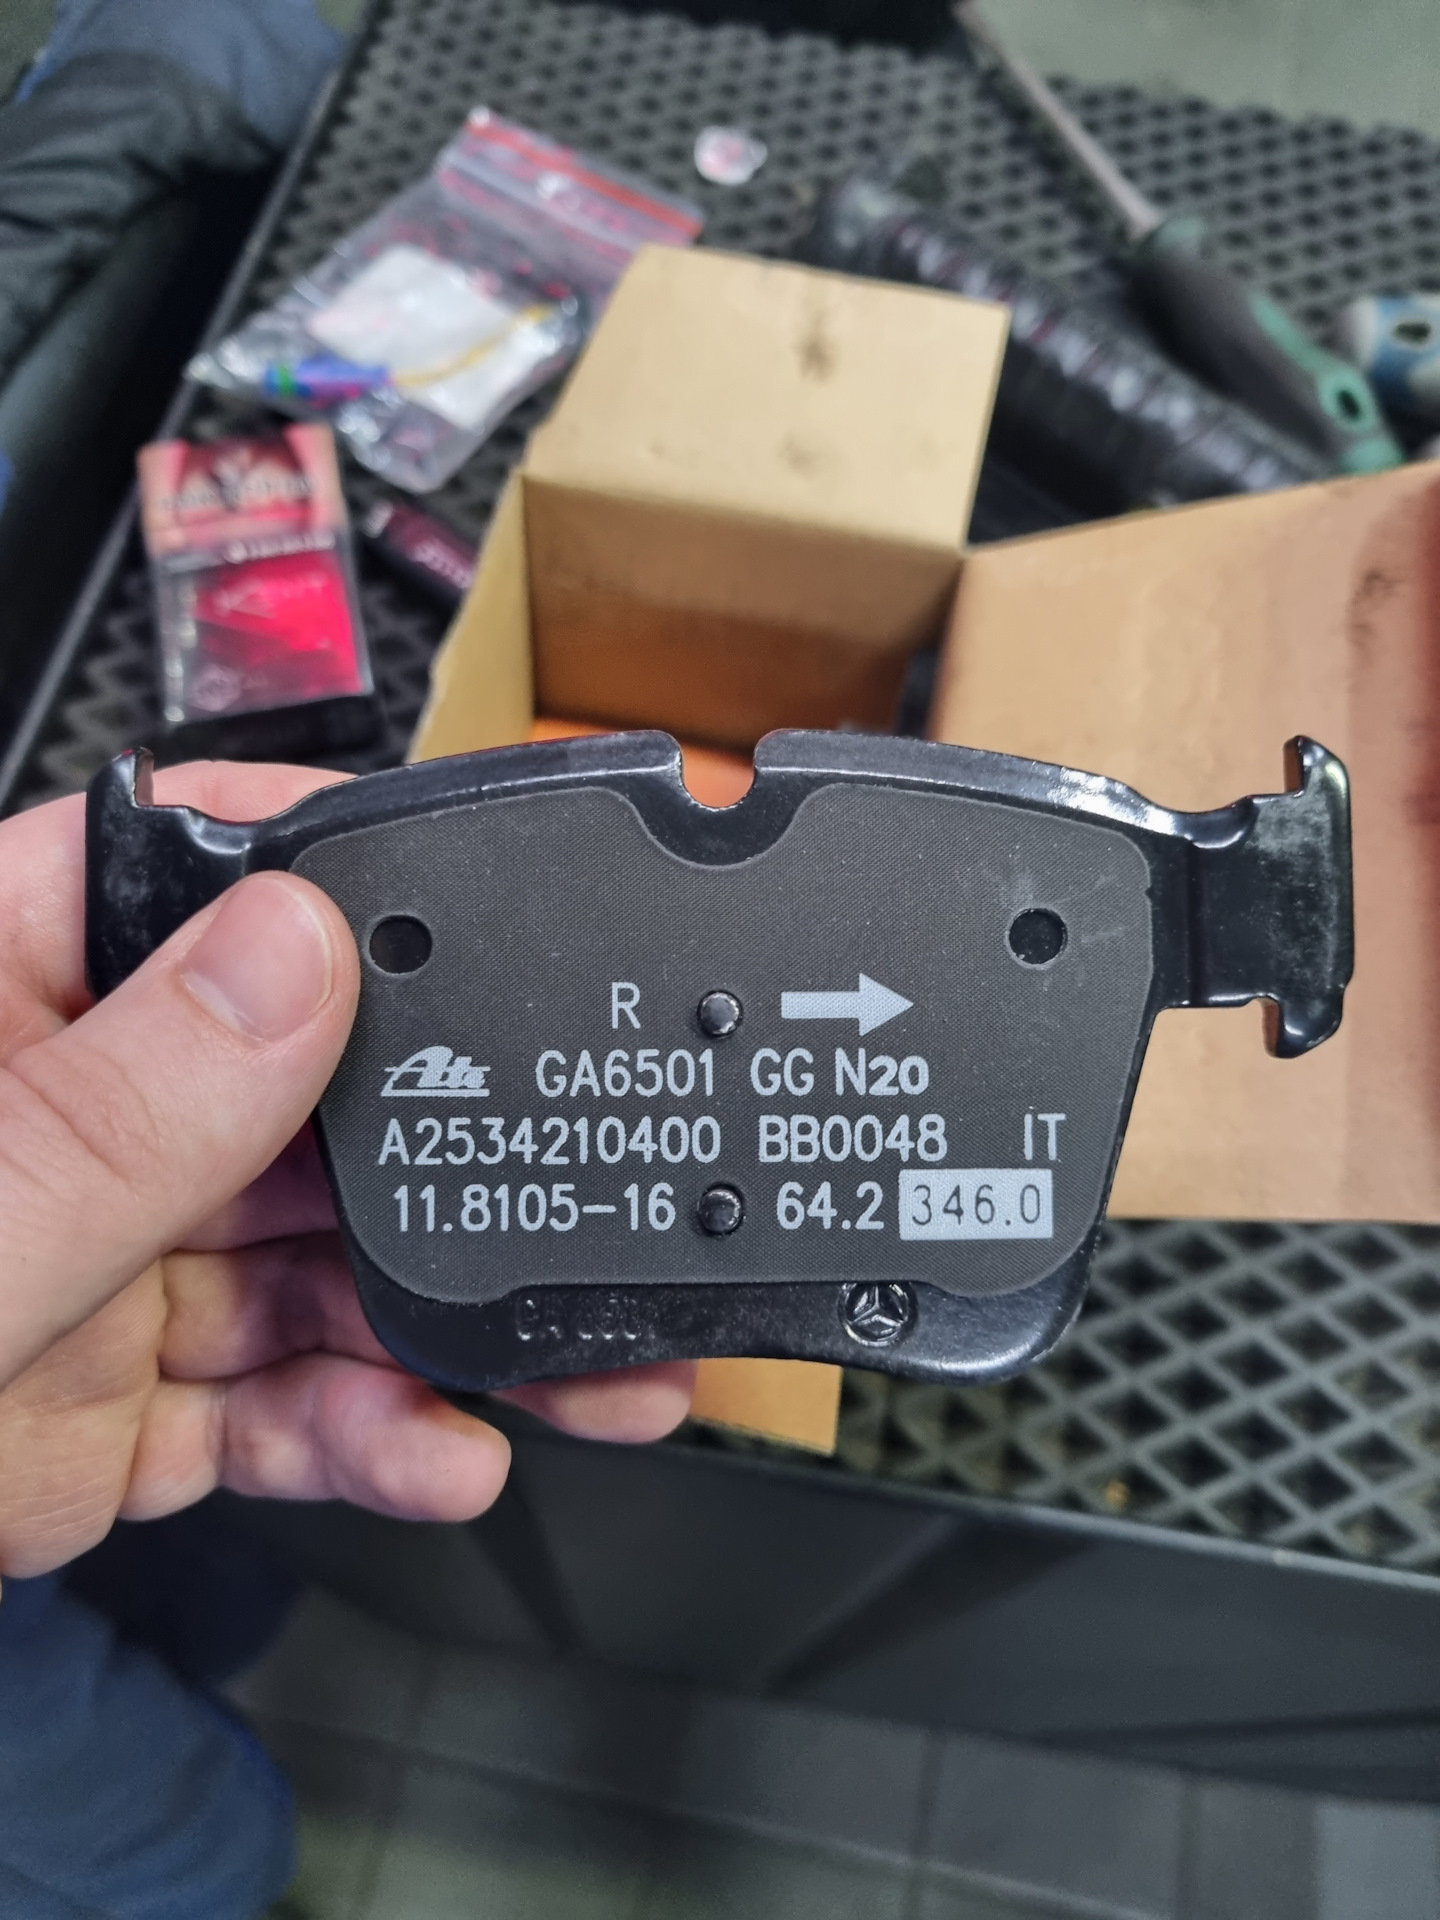 R
Ate GA6501 GG N20
A2534210400 BB0048 IT
11.8105-16 64.2 346.0